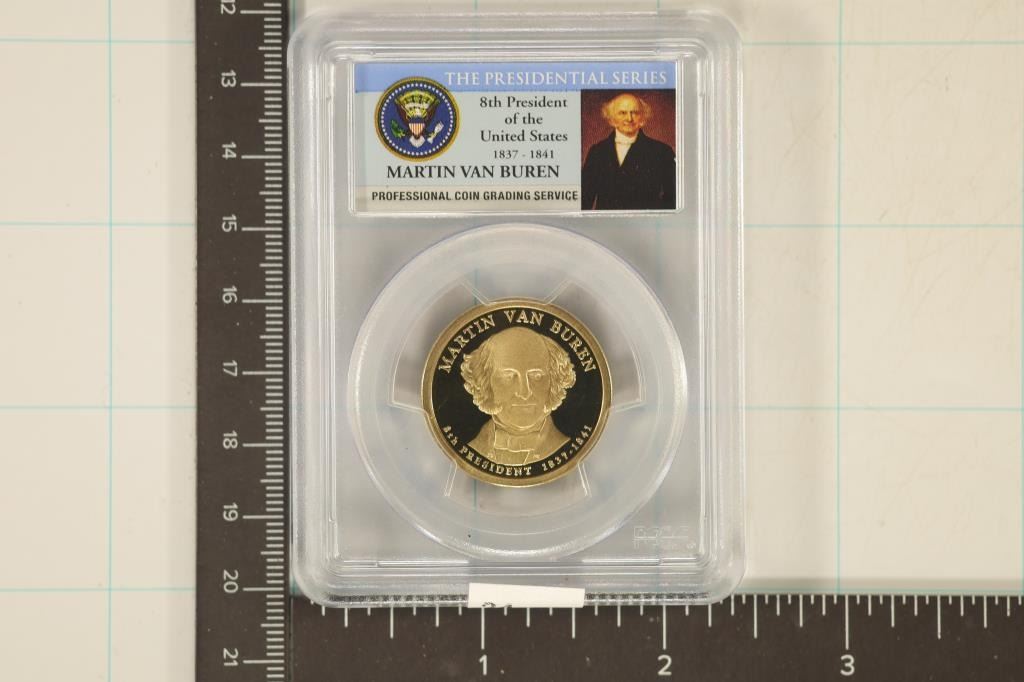 THE PRESIDENTIAL SERIES
8th President
of the
United States
1837 - 1841
MARTIN VAN BUREN
PROFESSIONAL COIN GRADING SERVICE
MARTIN VAN BUREN
8th PRESIDENT 1837-1841
PCGS
12
13
14
15
16
17
18
19
20
21
1 2 3